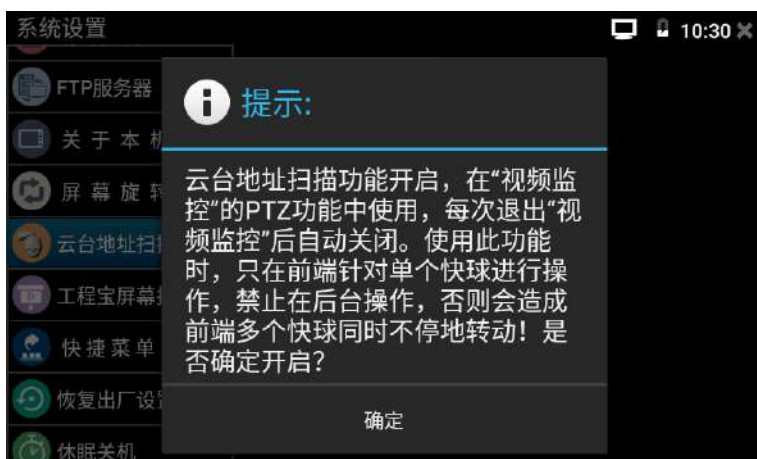 系统设置
10:30
FTP服务器
关于本机
屏幕旋转
云台地址扫
工程宝屏幕
快捷菜单
恢复出厂设
休眠关机
提示:
云台地址扫描功能开启，在“视频监
控”的PTZ功能中使用，每次退出“视
频监控”后自动关闭。使用此功能
时，只在前端针对单个快球进行操
作，禁止在后台操作，否则会造成
前端多个快球同时不停地转动！是
否确定开启？
确定